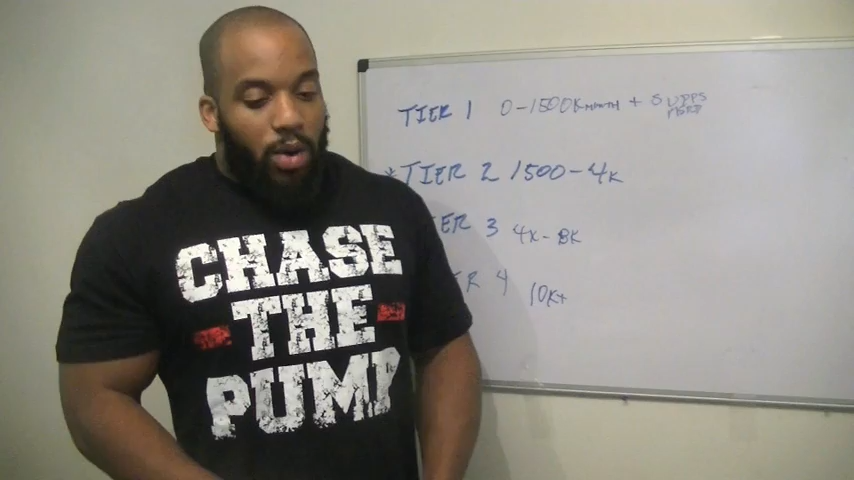 TIER 1 0-1500K MONTH + SUPPS
*TIER 2 1500-4K
ER 3 4K-8K
ER 4 10K+
CHASE
THE
PUMP